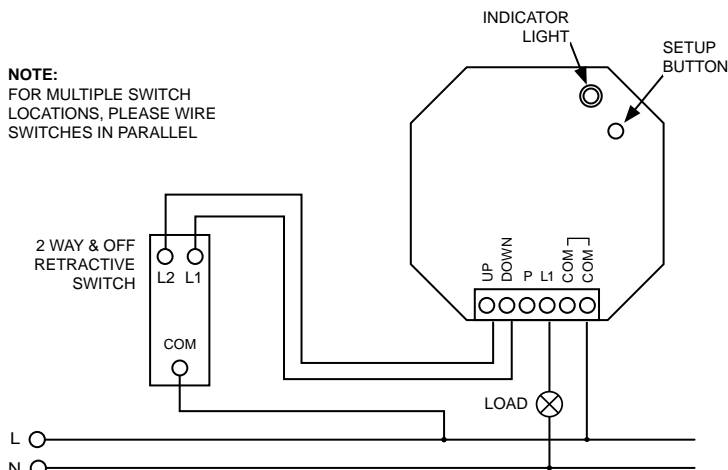 INDICATOR
LIGHT
SETUP
BUTTON
NOTE:
FOR MULTIPLE SWITCH
LOCATIONS, PLEASE WIRE
SWITCHES IN PARALLEL
2 WAY & OFF
RETRACTIVE
SWITCH
L2 L1
COM
UP
DOWN
P
L1
COM
COM
LOAD
L
N